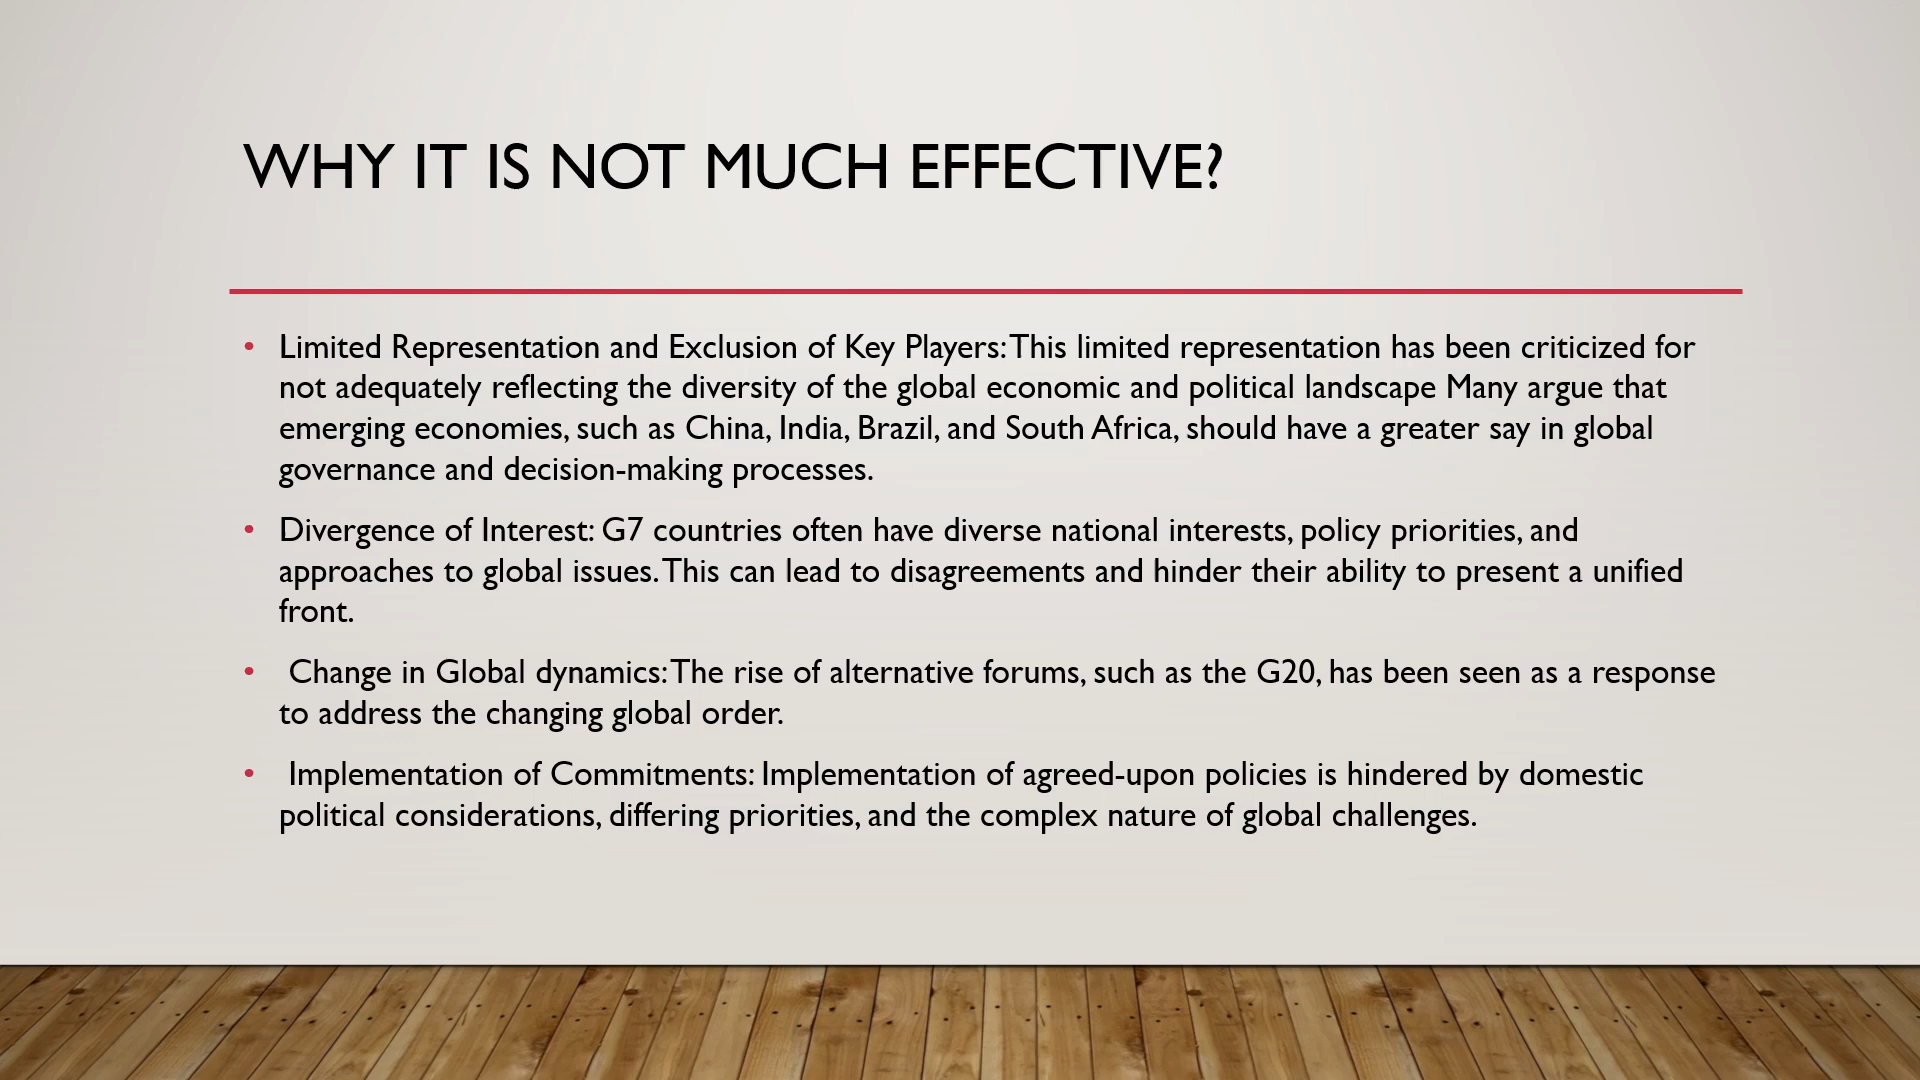 WHY IT IS NOT MUCH EFFECTIVE?
• Limited Representation and Exclusion of Key Players: This limited representation has been criticized for
not adequately reflecting the diversity of the global economic and political landscape Many argue that
emerging economies, such as China, India, Brazil, and South Africa, should have a greater say in global
governance and decision-making processes.
• Divergence of Interest: G7 countries often have diverse national interests, policy priorities, and
approaches to global issues. This can lead to disagreements and hinder their ability to present a unified
front.
• Change in Global dynamics: The rise of alternative forums, such as the G20, has been seen as a response
to address the changing global order.
• Implementation of Commitments: Implementation of agreed-upon policies is hindered by domestic
political considerations, differing priorities, and the complex nature of global challenges.